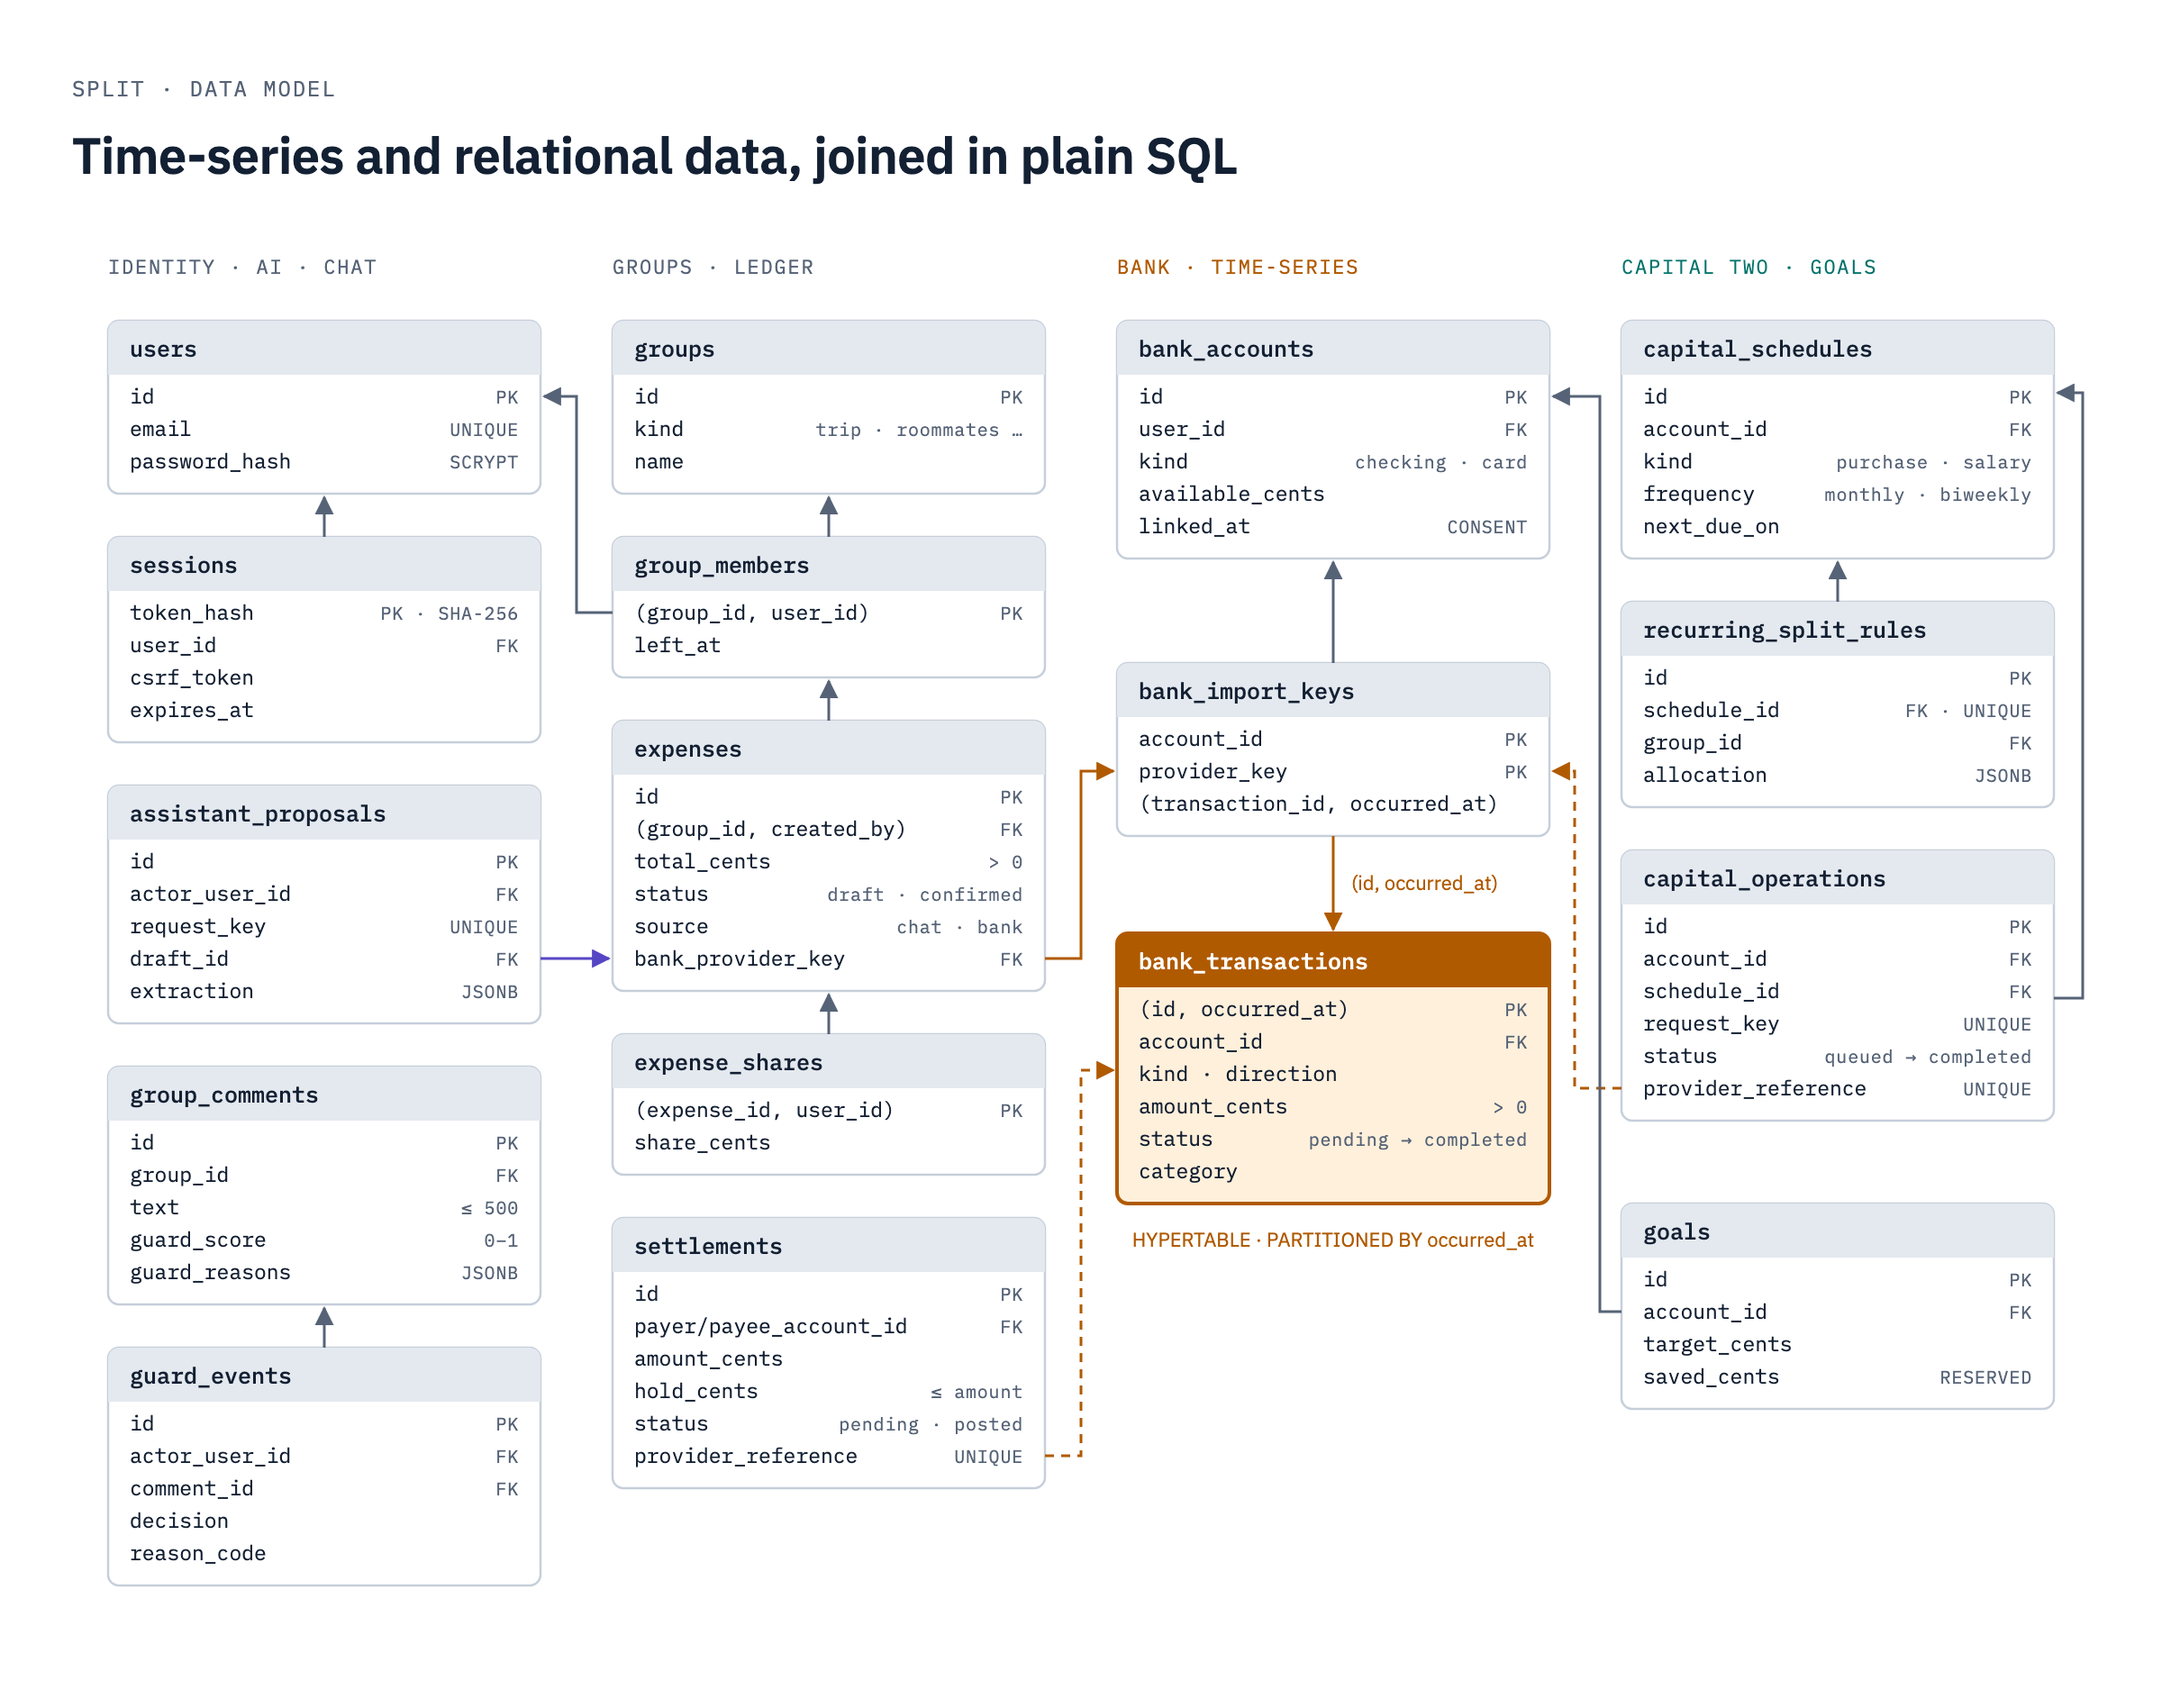 SPLIT · DATA MODEL
Time-series and relational data, joined in plain SQL
IDENTITY · AI · CHAT
users
id PK
email UNIQUE
password_hash SCRYPT
sessions
token_hash PK · SHA-256
user_id FK
csrf_token
expires_at
assistant_proposals
id PK
actor_user_id FK
request_key UNIQUE
draft_id FK
extraction JSONB
group_comments
id PK
group_id FK
text ≤ 500
guard_score 0–1
guard_reasons JSONB
guard_events
id PK
actor_user_id FK
comment_id FK
decision
reason_code
GROUPS · LEDGER
groups
id PK
kind trip · roommates …
name
group_members
(group_id, user_id) PK
left_at
expenses
id PK
(group_id, created_by) FK
total_cents > 0
status draft · confirmed
source chat · bank
bank_provider_key FK
expense_shares
(expense_id, user_id) PK
share_cents
settlements
id PK
payer/payee_account_id FK
amount_cents
hold_cents ≤ amount
status pending · posted
provider_reference UNIQUE
BANK · TIME-SERIES
bank_accounts
id PK
user_id FK
kind checking · card
available_cents
linked_at CONSENT
bank_import_keys
account_id PK
provider_key PK
(transaction_id, occurred_at)
(id, occurred_at)
bank_transactions
(id, occurred_at) PK
account_id FK
kind · direction
amount_cents > 0
status pending → completed
category
HYPERTABLE · PARTITIONED BY occurred_at
CAPITAL TWO · GOALS
capital_schedules
id PK
account_id FK
kind purchase · salary
frequency monthly · biweekly
next_due_on
recurring_split_rules
id PK
schedule_id FK · UNIQUE
group_id FK
allocation JSONB
capital_operations
id PK
account_id FK
schedule_id FK
request_key UNIQUE
status queued → completed
provider_reference UNIQUE
goals
id PK
account_id FK
target_cents
saved_cents RESERVED